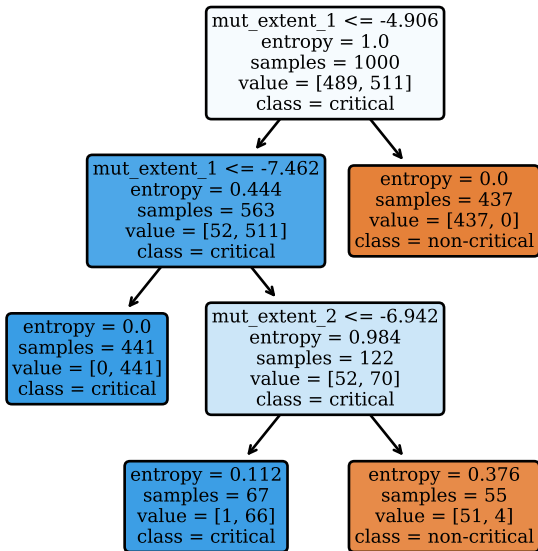 mut_extent_1 <= -4.906
entropy = 1.0
samples = 1000
value = [489, 511]
class = critical
mut_extent_1 <= -7.462
entropy = 0.444
samples = 563
value = [52, 511]
class = critical
entropy = 0.0
samples = 437
value = [437, 0]
class = non-critical
entropy = 0.0
samples = 441
value = [0, 441]
class = critical
mut_extent_2 <= -6.942
entropy = 0.984
samples = 122
value = [52, 70]
class = critical
entropy = 0.112
samples = 67
value = [1, 66]
class = critical
entropy = 0.376
samples = 55
value = [51, 4]
class = non-critical